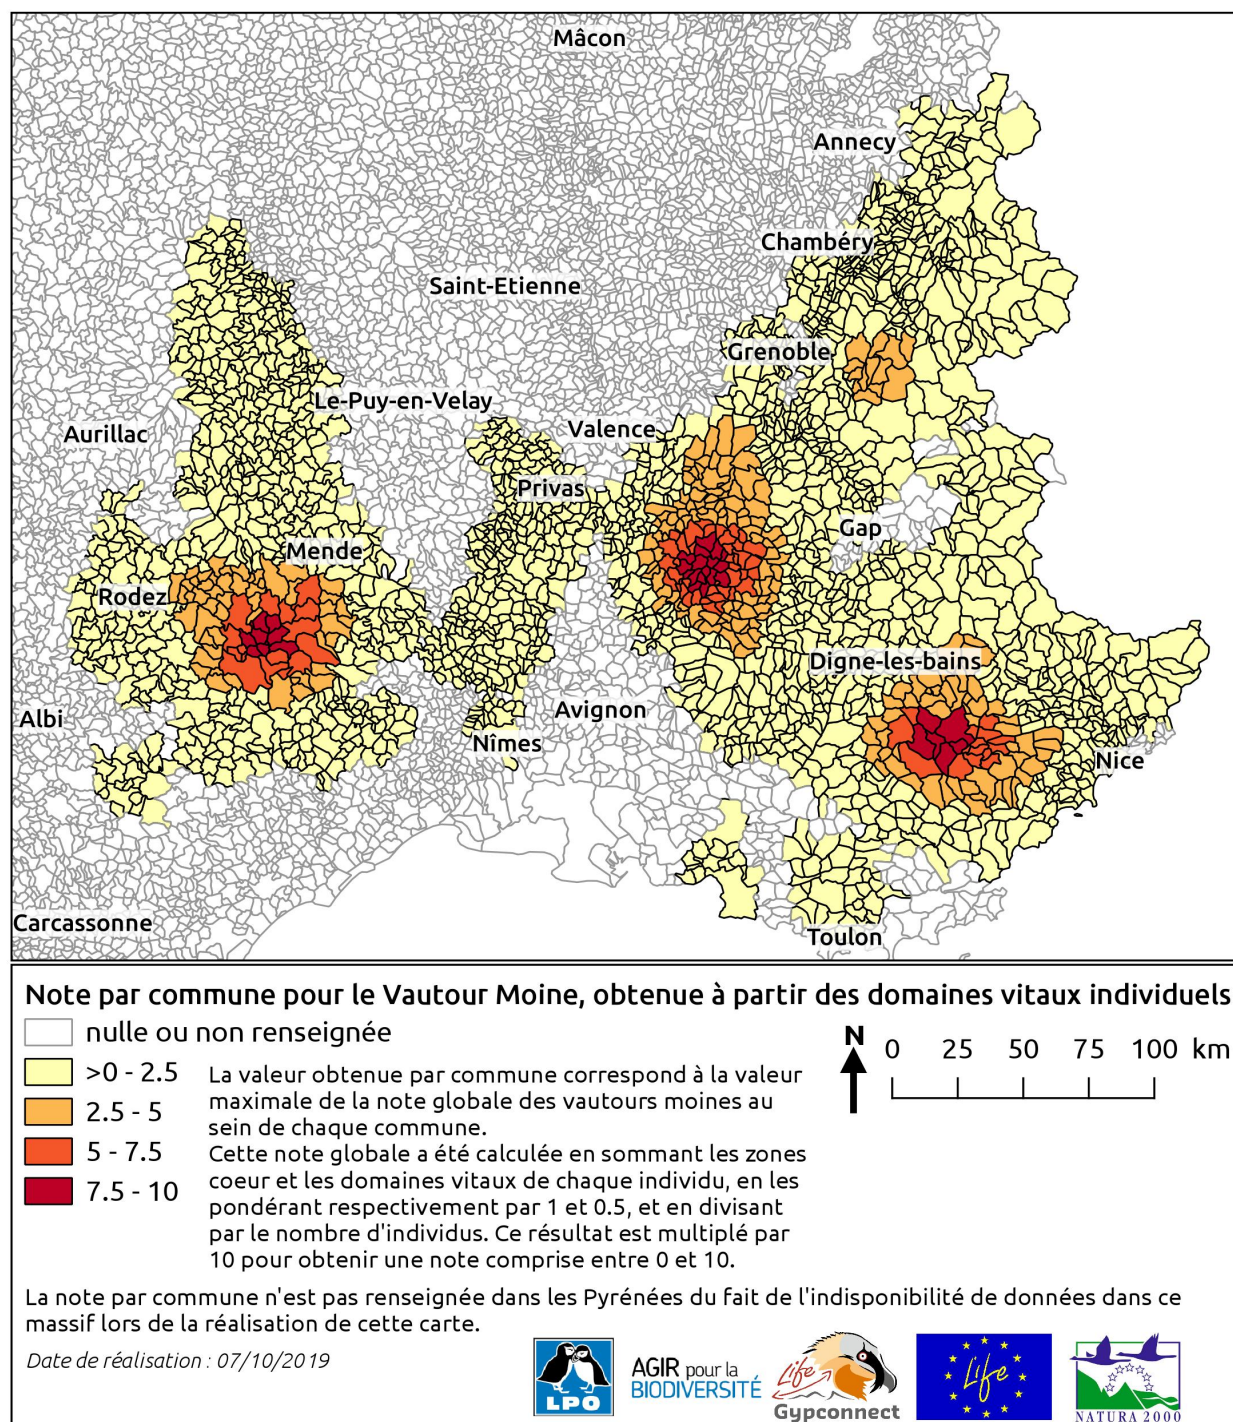 Mâcon
Annecy
Chambéry
Saint-Etienne
Grenoble
Le-Puy-en-Velay
Aurillac
Valence
Privas
Gap
Mende
Rodez
Digne-les-bains
Albi
Avignon
Nîmes
Nice
Carcassonne
Toulon
Note par commune pour le Vautour Moine, obtenue à partir des domaines vitaux individuels
nulle ou non renseignée
>0 - 2.5
2.5 - 5
5 - 7.5
7.5 - 10
La valeur obtenue par commune correspond à la valeur
maximale de la note globale des vautours moines au
sein de chaque commune.
Cette note globale a été calculée en sommant les zones
coeur et les domaines vitaux de chaque individu, en les
pondérant respectivement par 1 et 0.5, et en divisant
par le nombre d'individus. Ce résultat est multiplé par
10 pour obtenir une note comprise entre 0 et 10.
N
0 25 50 75 100 km
La note par commune n'est pas renseignée dans les Pyrénées du fait de l'indisponibilité de données dans ce
massif lors de la réalisation de cette carte.
Date de réalisation : 07/10/2019
LPO
AGIR pour la
BIODIVERSITÉ
Life
Gypconnect
Life
NATURA 2000